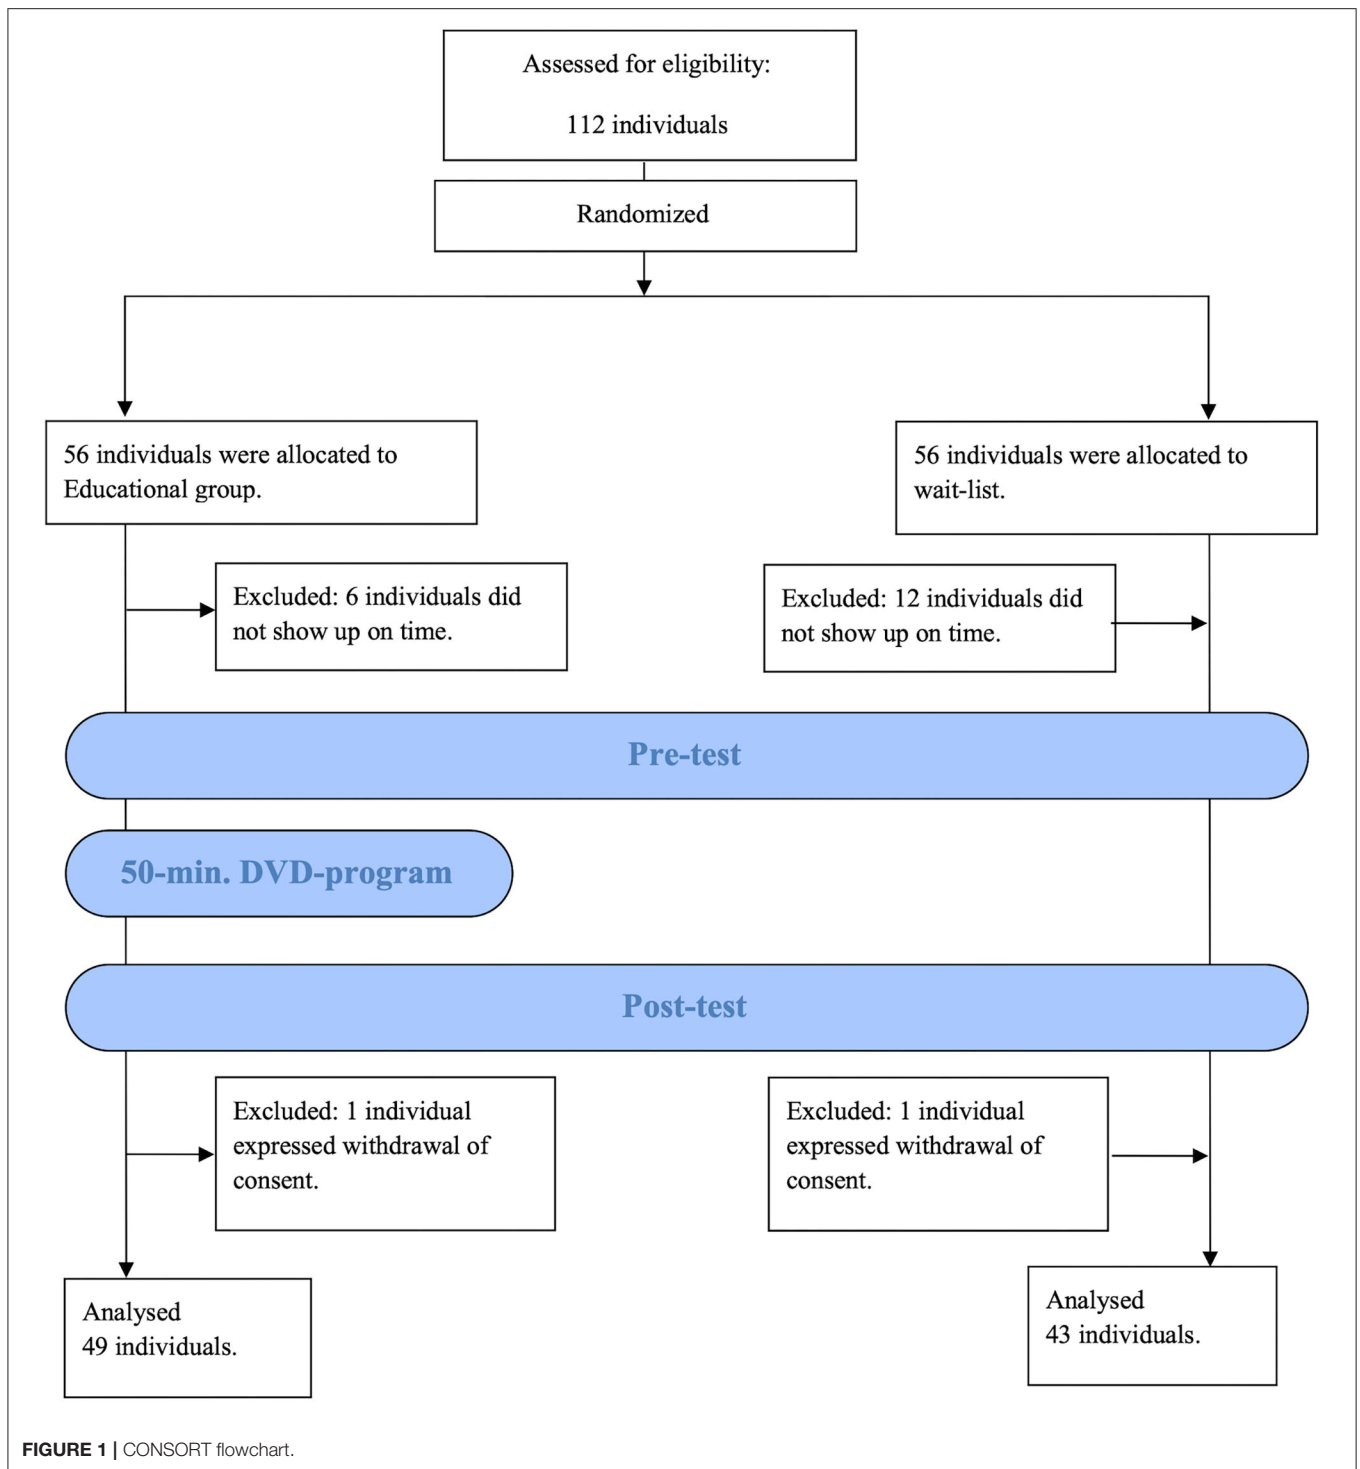 Assessed for eligibility:
112 individuals
Randomized
56 individuals were allocated to
Educational group.
56 individuals were allocated to
wait-list.
Excluded: 6 individuals did
not show up on time.
Excluded: 12 individuals did
not show up on time.
Pre-test
50-min. DVD-program
Post-test
Excluded: 1 individual
expressed withdrawal of
consent.
Excluded: 1 individual
expressed withdrawal of
consent.
Analysed
49 individuals.
Analysed
43 individuals.
FIGURE 1 | CONSORT flowchart.